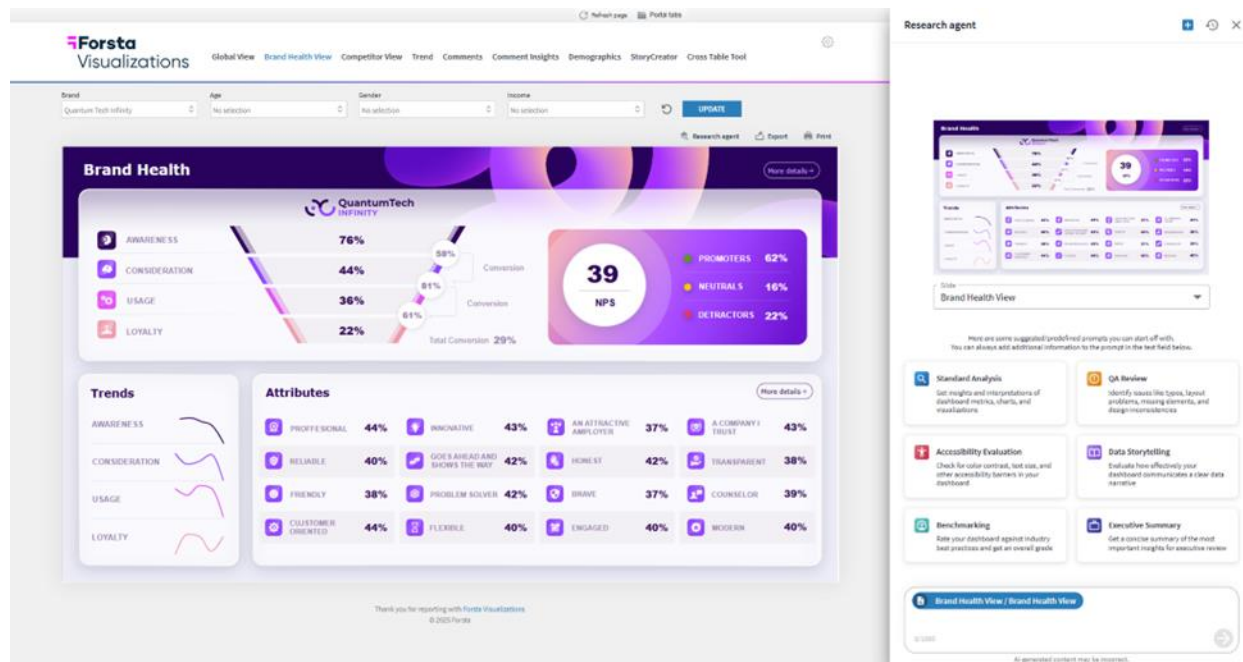 Refresh page Portal tabs
Forsta
Visualizations
Global View Brand Health View Competitor View Trend Comments Comment Insights Demographics StoryCreator Cross Table Tool
Brand Age Gender Income
Quantum Tech Infinity No selection No selection No selection UPDATE
Research agent Export Print
Brand Health More details→
QuantumTech
INFINITY
AWARENESS 76%
58%
CONSIDERATION 44% Conversion
81%
USAGE 36% Conversion
61%
LOYALTY 22%
Total Conversion 29%
39
NPS
PROMOTERS 62%
NEUTRALS 16%
DETRACTORS 22%
Trends
AWARENESS
CONSIDERATION
USAGE
LOYALTY
Attributes More details→
PROFFESIONAL 44%
INNOVATIVE 43%
AN ATTRACTIVE
AMPLOYER 37%
A COMPANY I
TRUST 43%
RELIABLE 40%
GOES AHEAD AND
SHOWS THE WAY 42%
HONEST 42%
TRANSPARENT 38%
FRIENDLY 38%
PROBLEM SOLVER 42%
BRAVE 37%
COUNSELOR 39%
CUJSTOMER
ORIENTED 44%
FLEXIBLE 40%
ENGAGED 40%
MODERN 40%
Thank you for reporting with Forsta Visualizations
© 2025 Forsta
Research agent
Brand Health
39
NPS
Trends
Attributes
Slide
Brand Health View
Here are some suggested/predefined prompts you can start off with.
You can always add additional information to the prompt in the text field below.
Standard Analysis
Get insights and interpretations of
dashboard metrics, charts, and
visualizations
QA Review
Identify issues like typos, layout
problems, missing elements, and
design inconsistencies
Accessibility Evaluation
Check for color contrast, text size, and
other accessibility barriers in your
dashboard
Data Storytelling
Evaluate how effectively your
dashboard communicates a clear data
narrative
Benchmarking
Rate your dashboard against industry
best practices and get an overall grade
Executive Summary
Get a concise summary of the most
important insights for executive review
Brand Health View / Brand Health View
0/1000
AI generated content may be incorrect.